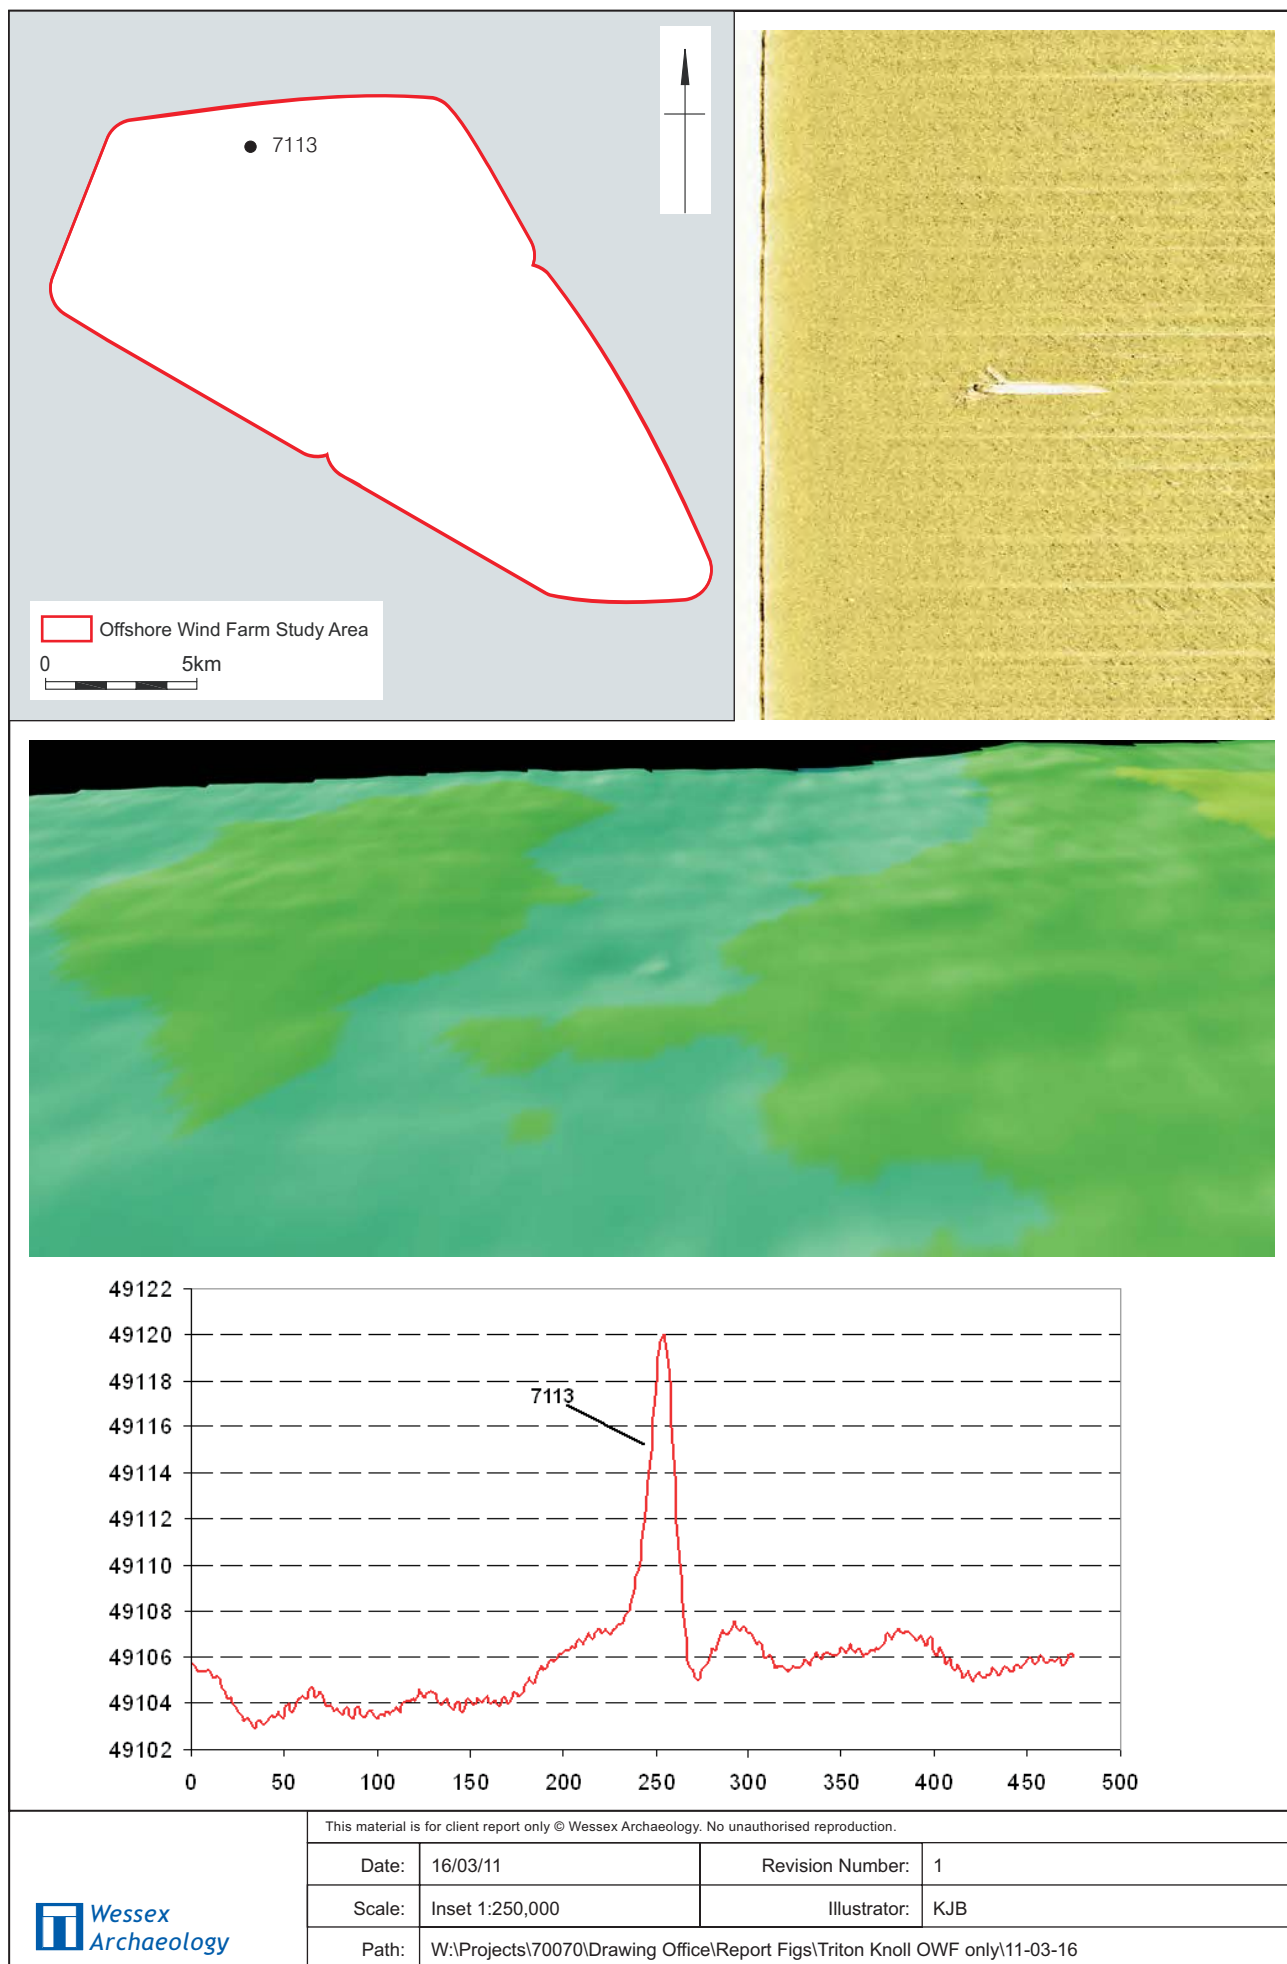 7113
Offshore Wind Farm Study Area
0 5km
49122
49120
49118
49116
49114
49112
49110
49108
49106
49104
49102
7113
0 50 100 150 200 250 300 350 400 450 500
This material is for client report only © Wessex Archaeology. No unauthorised reproduction.
Date: 16/03/11 Revision Number: 1
Scale: Inset 1:250,000 Illustrator: KJB
Path: W:\Projects\70070\Drawing Office\Report Figs\Triton Knoll OWF only\11-03-16
Wessex
Archaeology